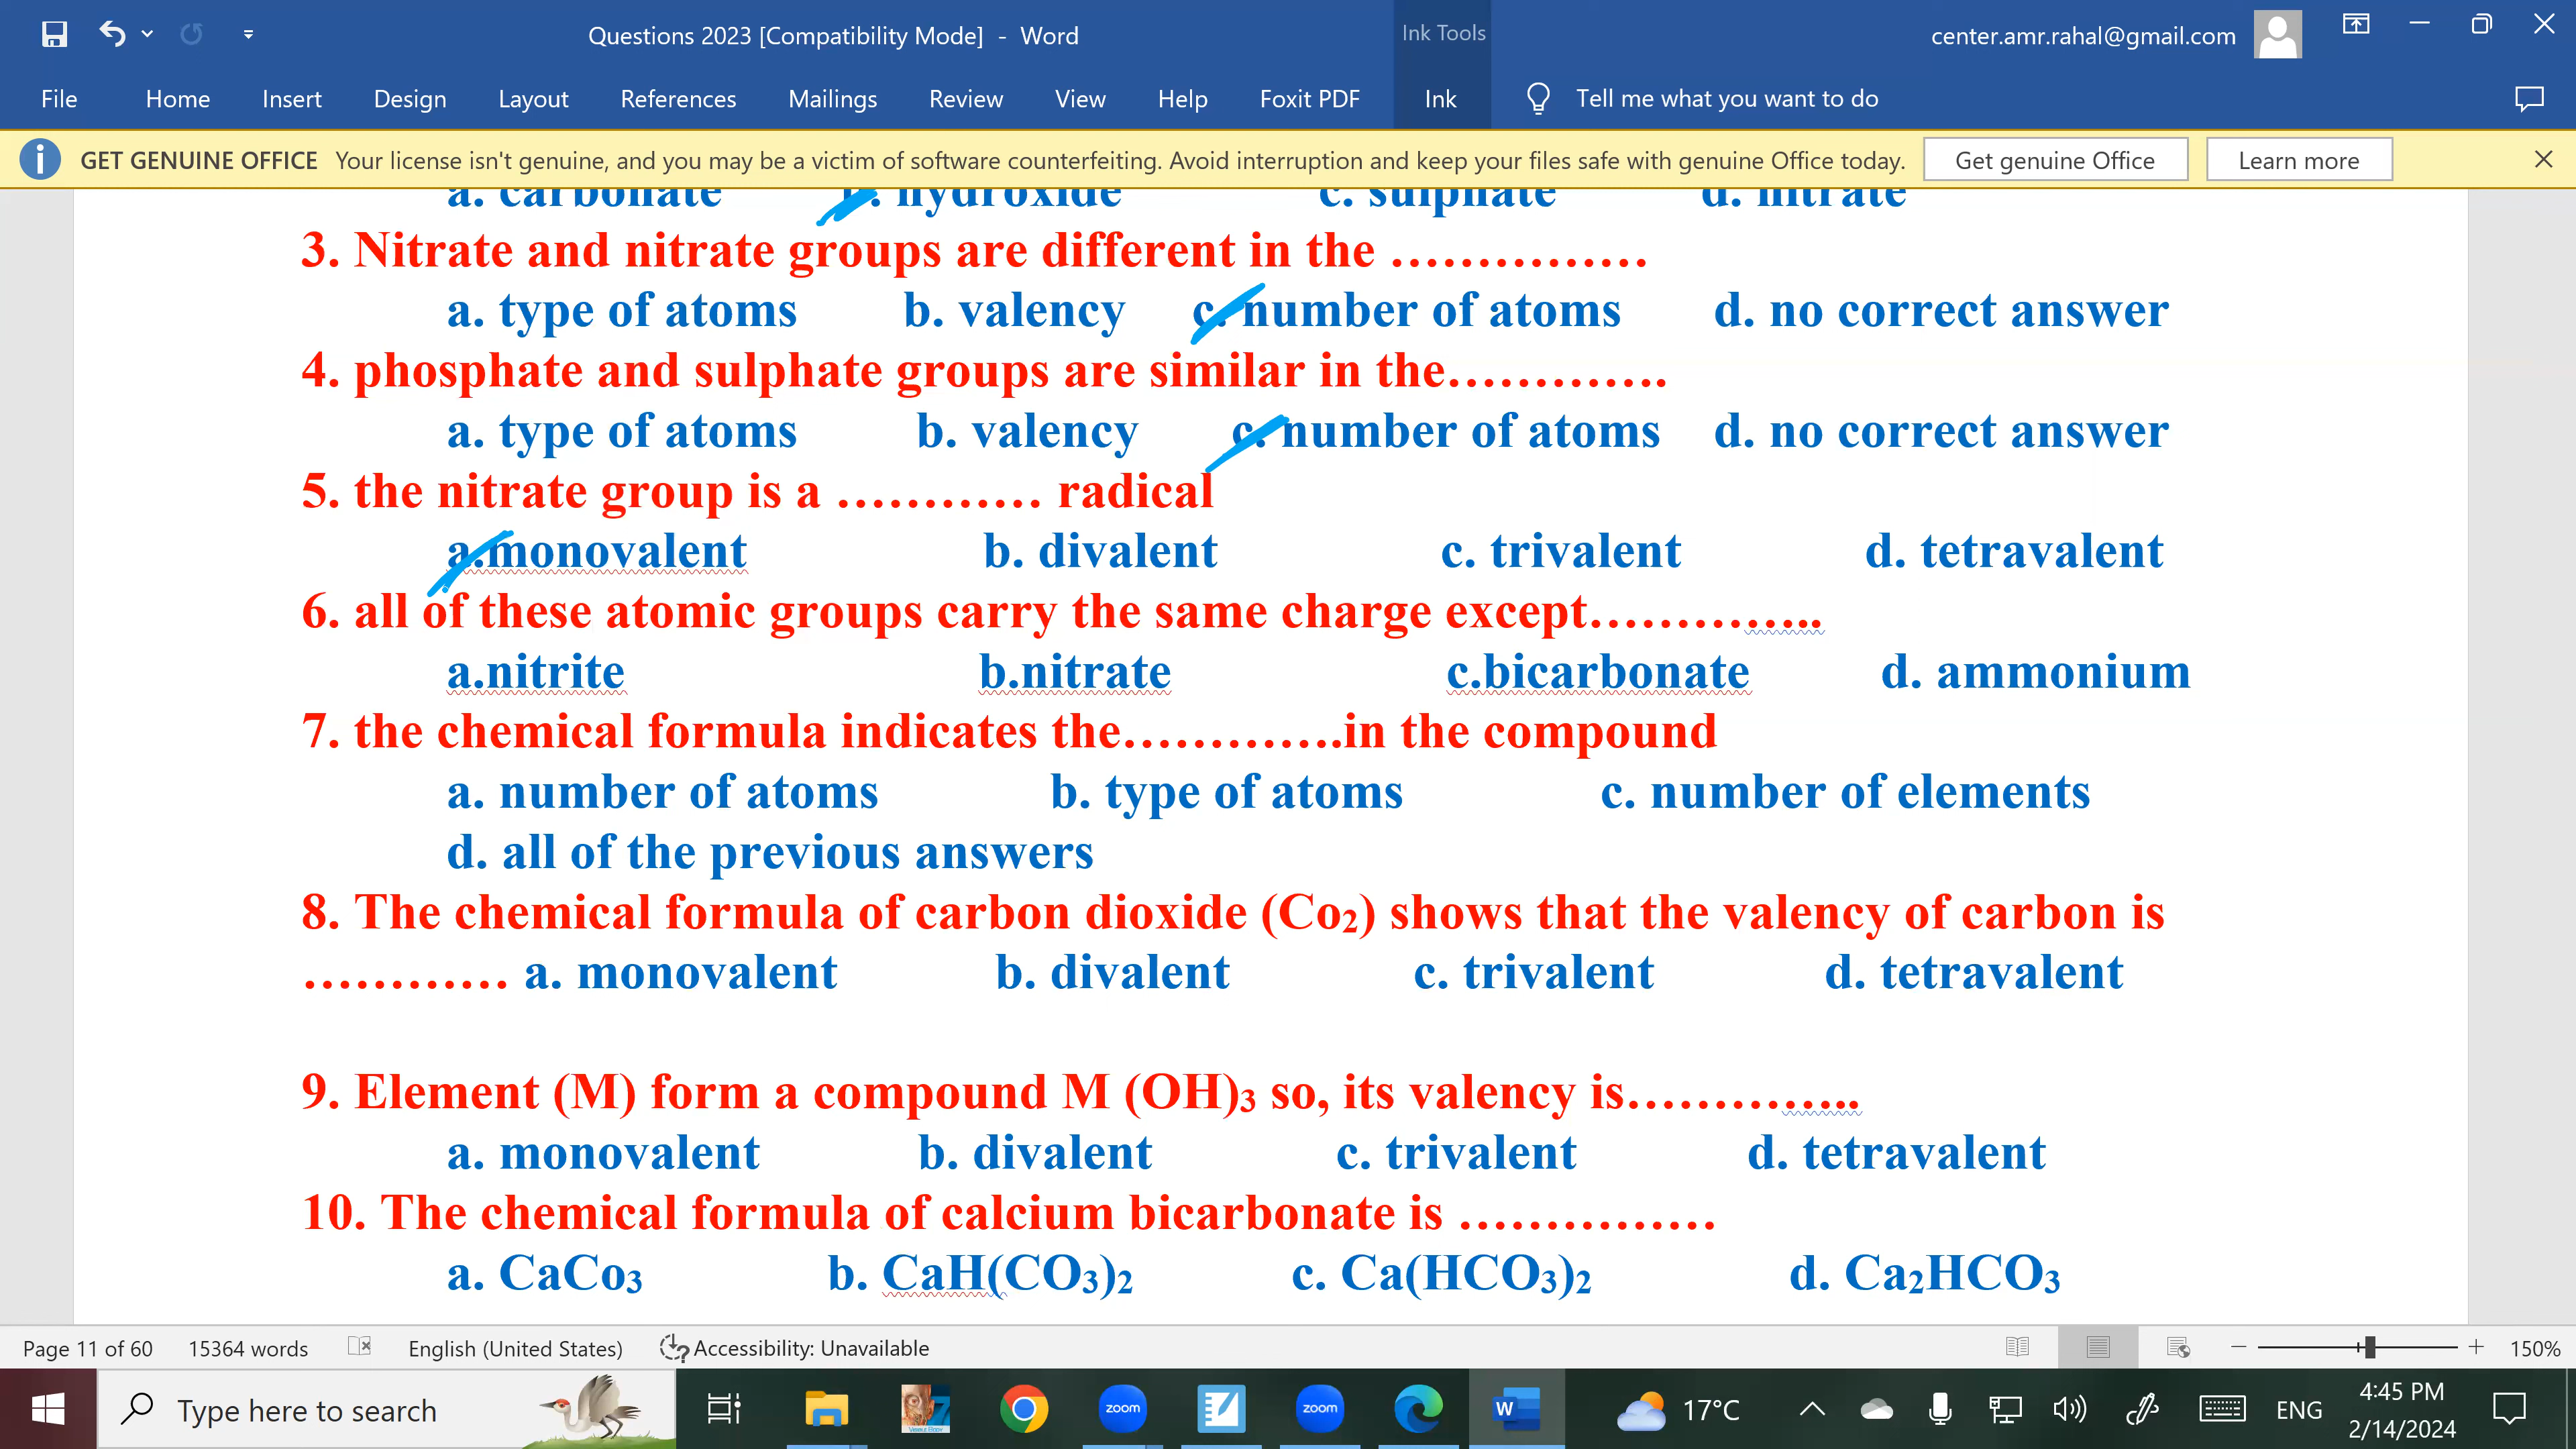 Questions 2023 [Compatibility Mode] - Word
Ink Tools
center.amr.rahal@gmail.com
File Home Insert Design Layout References Mailings Review View Help Foxit PDF Ink Tell me what you want to do
GET GENUINE OFFICE Your license isn't genuine, and you may be a victim of software counterfeiting. Avoid interruption and keep your files safe with genuine Office today. Get genuine Office Learn more
a. carbonate b. hydroxide c. sulphate d. nitrate
3. Nitrate and nitrate groups are different in the ……………
a. type of atoms b. valency c. number of atoms d. no correct answer
4. phosphate and sulphate groups are similar in the………….
a. type of atoms b. valency c. number of atoms d. no correct answer
5. the nitrate group is a ………… radical
a.monovalent b. divalent c. trivalent d. tetravalent
6. all of these atomic groups carry the same charge except…………..
a.nitrite b.nitrate c.bicarbonate d. ammonium
7. the chemical formula indicates the………….in the compound
a. number of atoms b. type of atoms c. number of elements
d. all of the previous answers
8. The chemical formula of carbon dioxide (Co₂) shows that the valency of carbon is
………… a. monovalent b. divalent c. trivalent d. tetravalent
9. Element (M) form a compound M (OH)₃ so, its valency is…………..
a. monovalent b. divalent c. trivalent d. tetravalent
10. The chemical formula of calcium bicarbonate is ……………
a. CaCo₃ b. CaH(CO₃)₂ c. Ca(HCO₃)₂ d. Ca₂HCO₃
Page 11 of 60 15364 words English (United States) Accessibility: Unavailable 150%
Type here to search zoom zoom W 17°C ENG 4:45 PM
2/14/2024